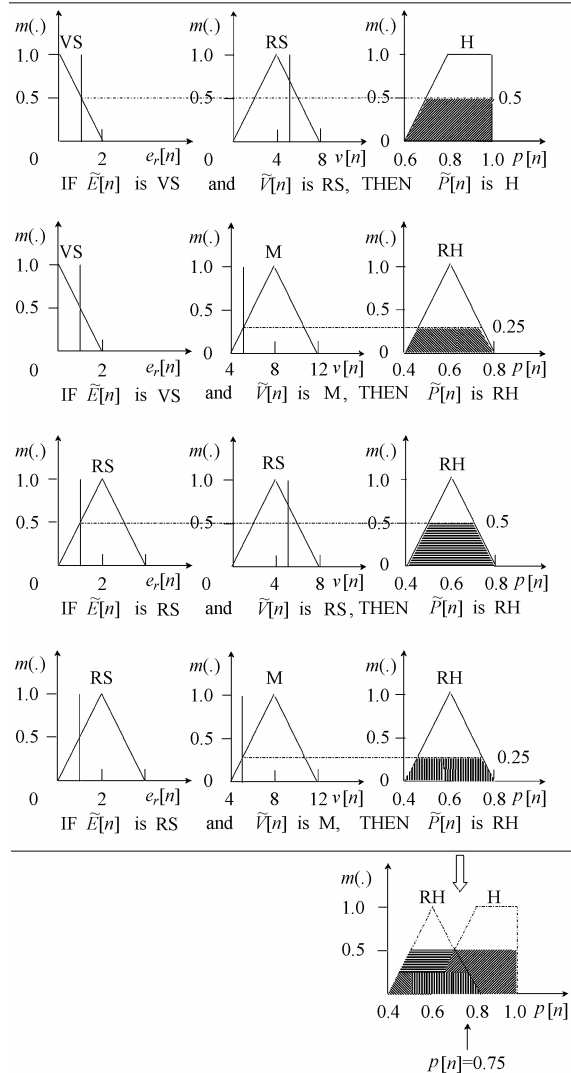 m(.) m(.) m(.)
VS RS H
1.0 1.0 1.0
0.5 0.5 0.5 0.5
0 2 e_r[n] 0 4 8 v[n] 0 0.6 0.8 1.0 p[n]
IF Ẽ[n] is VS and Ṽ[n] is RS, THEN P̃[n] is H
m(.) m(.) m(.)
VS M RH
1.0 1.0 1.0
0.5 0.5 0.5 0.25
0 2 e_r[n] 0 4 8 12 v[n] 0 0.4 0.6 0.8 p[n]
IF Ẽ[n] is VS and Ṽ[n] is M, THEN P̃[n] is RH
m(.) m(.) m(.)
RS RS RH
1.0 1.0 1.0
0.5 0.5 0.5 0.5
0 2 e_r[n] 0 4 8 v[n] 0 0.4 0.6 0.8 p[n]
IF Ẽ[n] is RS and Ṽ[n] is RS, THEN P̃[n] is RH
m(.) m(.) m(.)
RS M RH
1.0 1.0 1.0
0.5 0.5 0.5 0.25
0 2 e_r[n] 0 4 8 12 v[n] 0 0.4 0.6 0.8 p[n]
IF Ẽ[n] is RS and Ṽ[n] is M, THEN P̃[n] is RH
m(.)
RH H
1.0
0.5
0.4 0.6 0.8 1.0 p[n]
p[n]=0.75